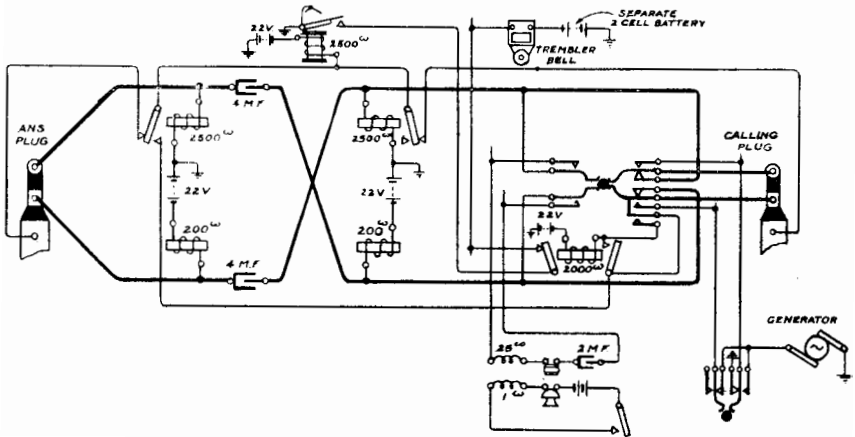 22V
2500ω
SEPARATE
2 CELL BATTERY
TREMBLER
BELL
4 M.F.
ANS
PLUG
2500ω
2500ω
CALLING
PLUG
22V
22V
22V
200ω
200ω
2000ω
4 M.F
GENERATOR
25ω
2 M.F.
1ω